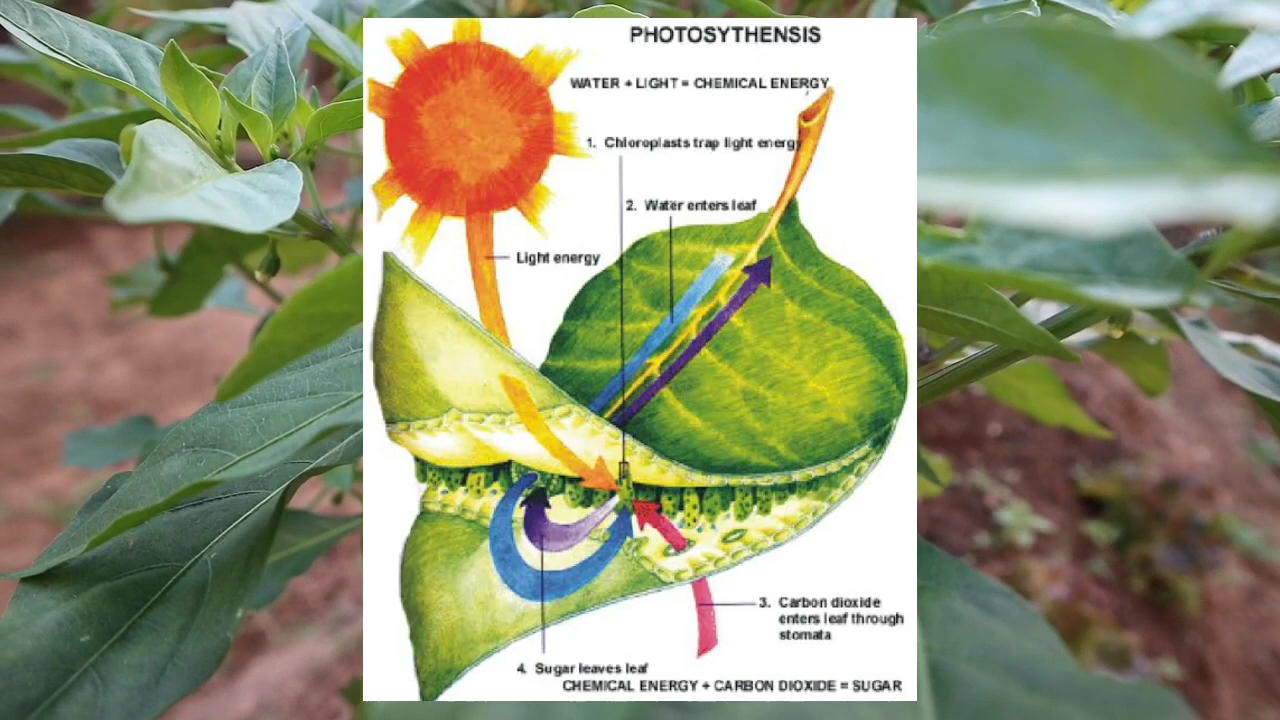 PHOTOSYTHENSIS
WATER + LIGHT = CHEMICAL ENERGY
1. Chloroplasts trap light energy
2. Water enters leaf
Light energy
3. Carbon dioxide
enters leaf through
stomata
4. Sugar leaves leaf
CHEMICAL ENERGY + CARBON DIOXIDE = SUGAR